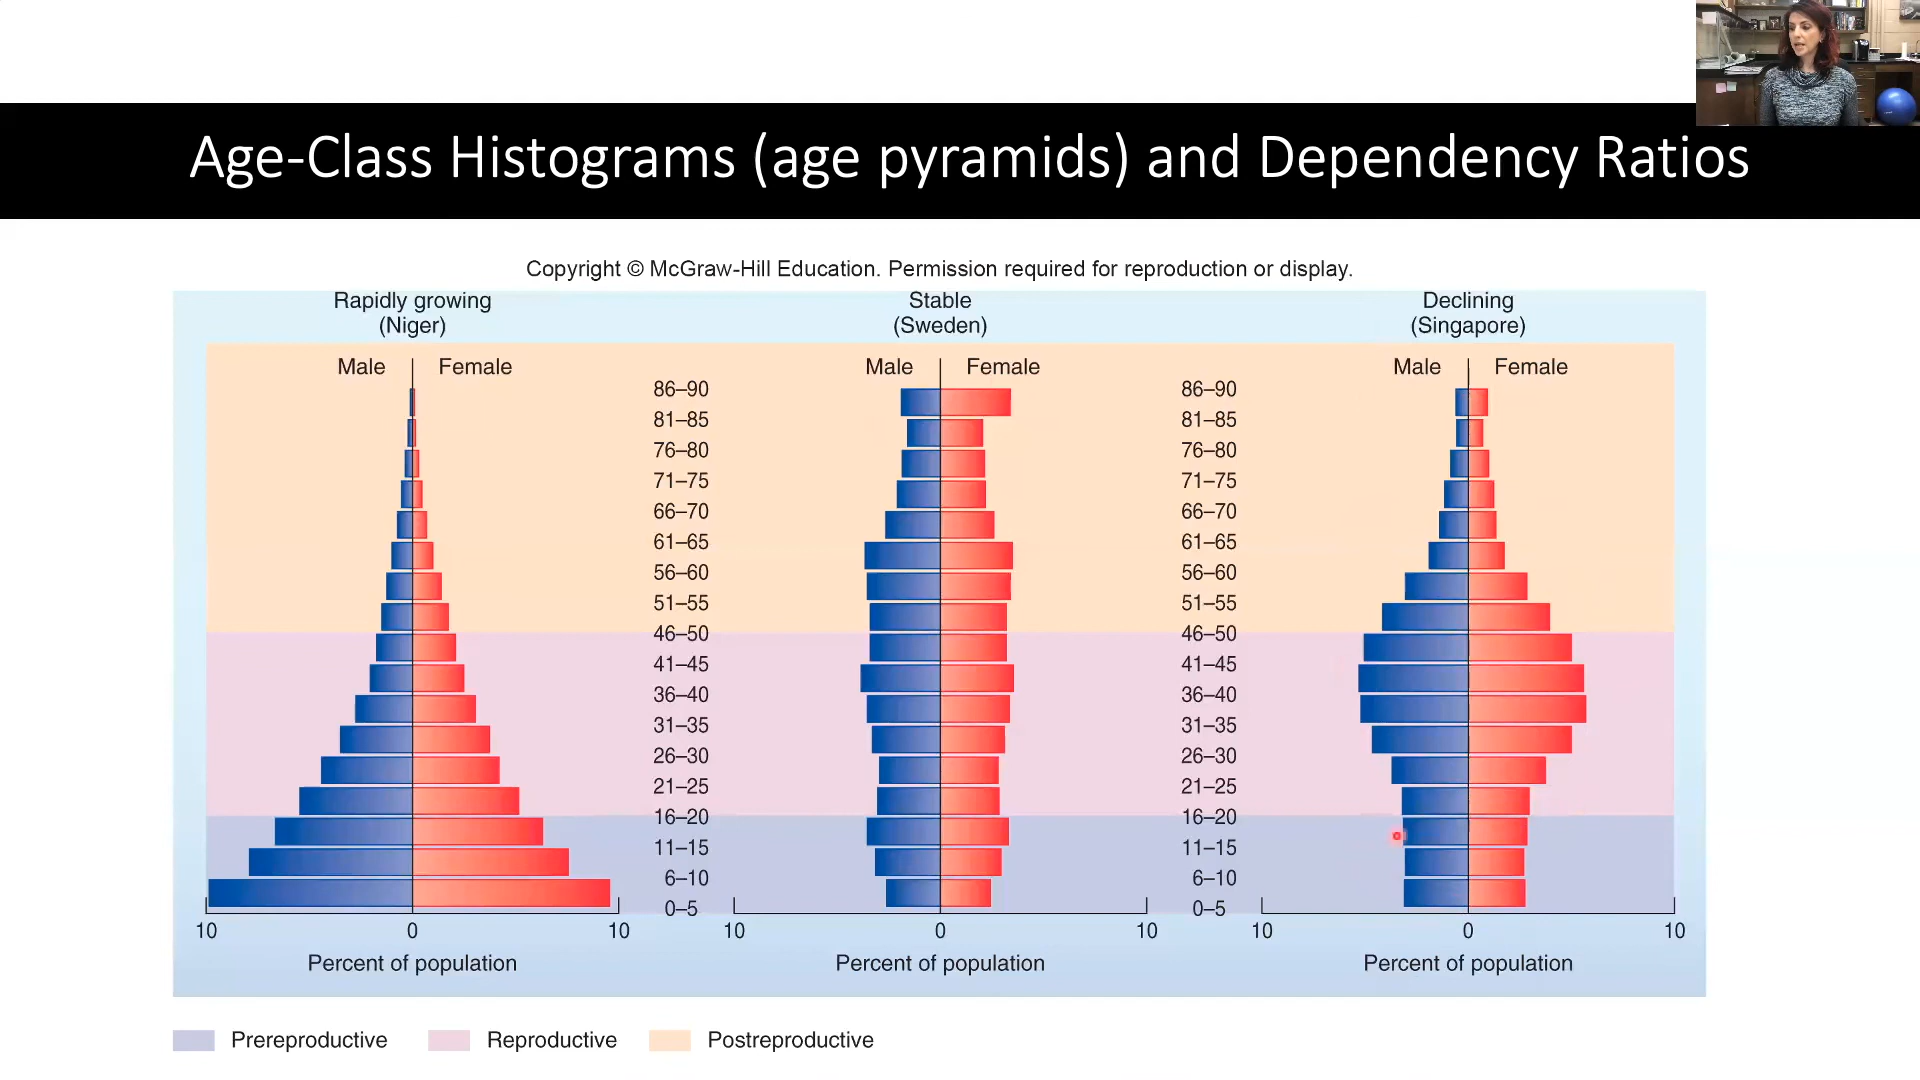 Age-Class Histograms (age pyramids) and Dependency Ratios
Copyright © McGraw-Hill Education. Permission required for reproduction or display.
Rapidly growing
(Niger)
Stable
(Sweden)
Declining
(Singapore)
Male Female
Male Female
Male Female
86–90 86–90
81–85 81–85
76–80 76–80
71–75 71–75
66–70 66–70
61–65 61–65
56–60 56–60
51–55 51–55
46–50 46–50
41–45 41–45
36–40 36–40
31–35 31–35
26–30 26–30
21–25 21–25
16–20 16–20
11–15 11–15
6–10 6–10
0–5 0–5
10 0 10 10 0 10 10 0 10
Percent of population Percent of population Percent of population
Prereproductive Reproductive Postreproductive